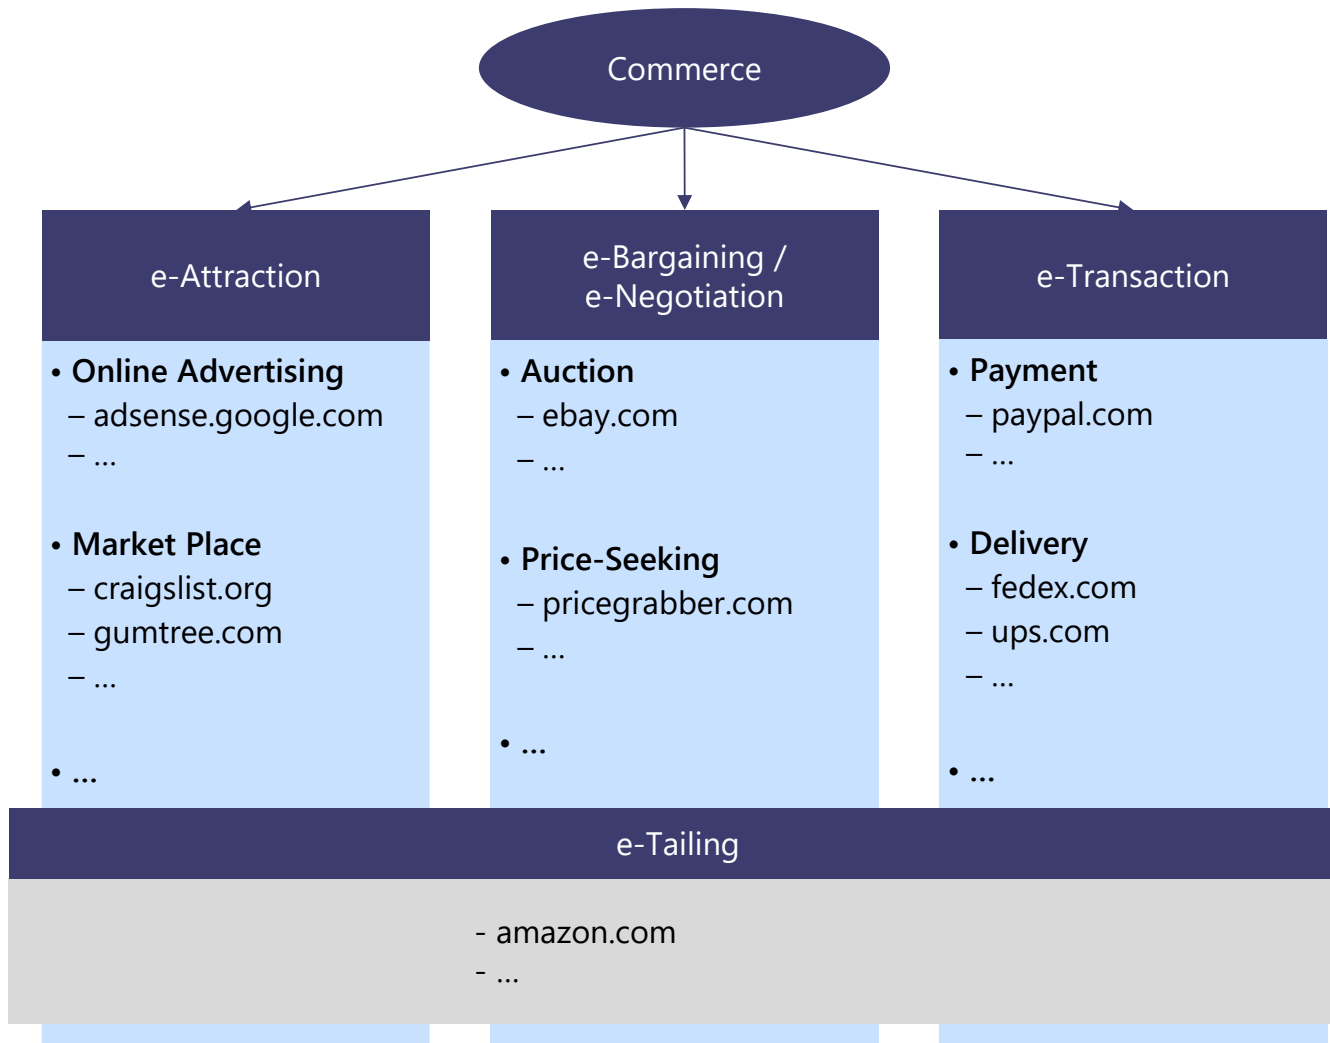 Commerce
e-Attraction
• Online Advertising
– adsense.google.com
– ...
• Market Place
– craigslist.org
– gumtree.com
– ...
• ...
e-Bargaining /
e-Negotiation
• Auction
– ebay.com
– ...
• Price-Seeking
– pricegrabber.com
– ...
• ...
e-Transaction
• Payment
– paypal.com
– ...
• Delivery
– fedex.com
– ups.com
– ...
• ...
e-Tailing
- amazon.com
- ...